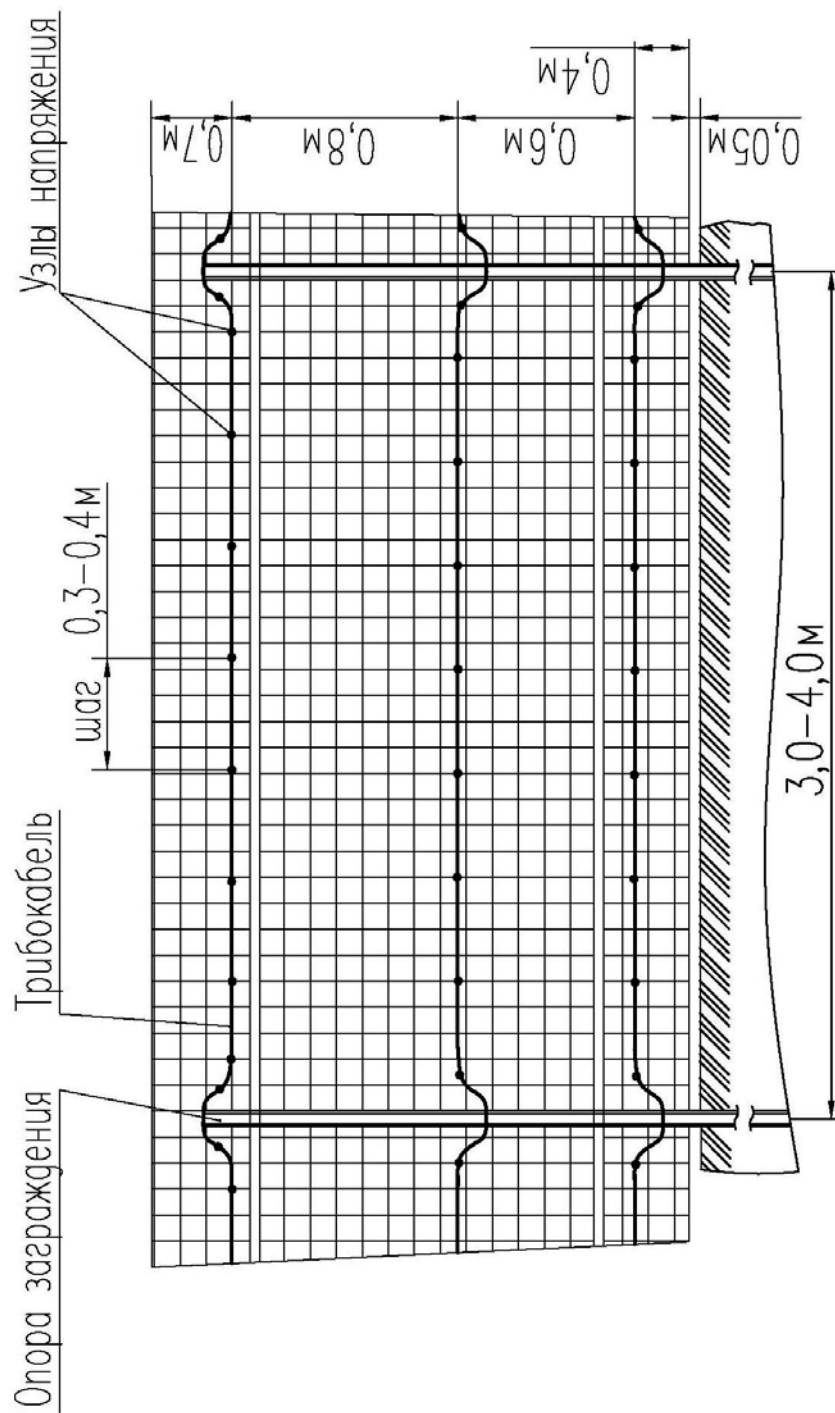 Опора заграждения
Трибокабель
Узлы напряжения
шаг 0,3-0,4м
0,7м
0,8м
0,6м
0,4м
0,05м
3,0-4,0м